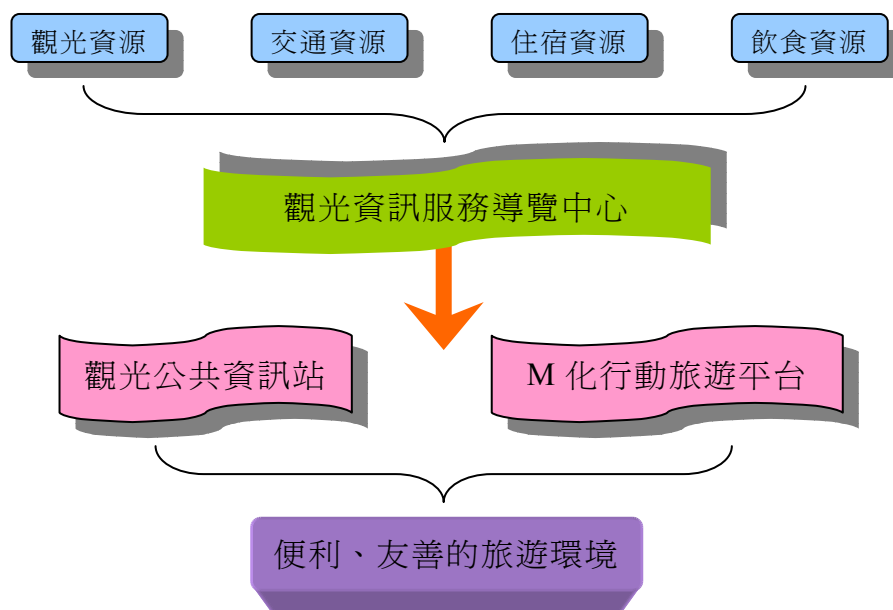 觀光資源
交通資源
住宿資源
飲食資源
觀光資訊服務導覽中心
觀光公共資訊站
M 化行動旅遊平台
便利、友善的旅遊環境